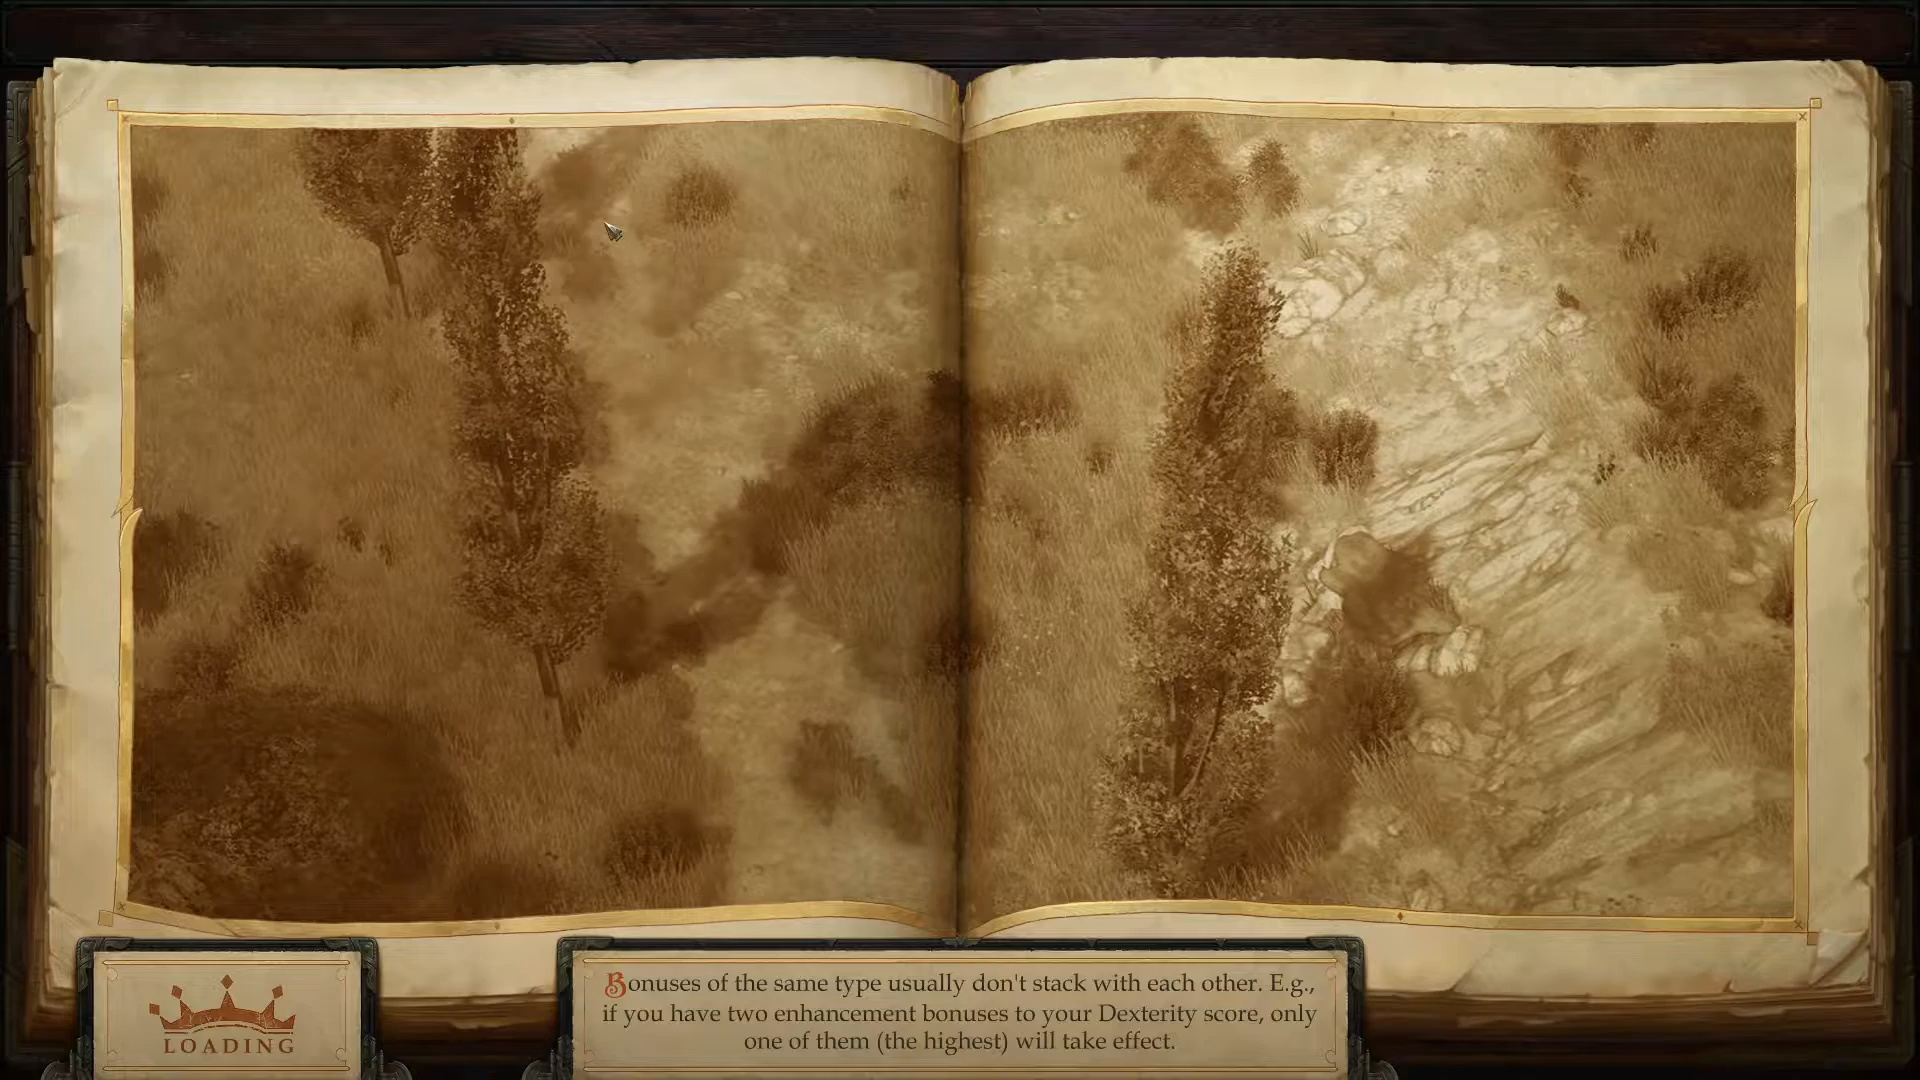 Bonuses of the same type usually don't stack with each other. E.g.,
if you have two enhancement bonuses to your Dexterity score, only
one of them (the highest) will take effect.
LOADING